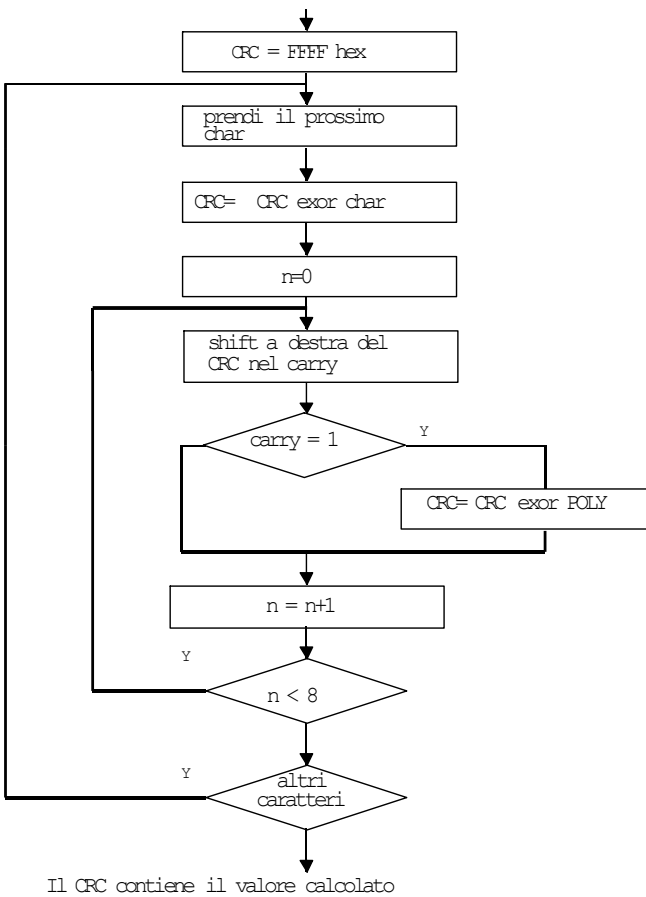 CRC = FFFF hex
prendi il prossimo
char
CRC= CRC exor char
n=0
shift a destra del
CRC nel carry
carry = 1
Y
CRC= CRC exor POLY
n = n+1
Y
n < 8
Y
altri
caratteri
Il CRC contiene il valore calcolato